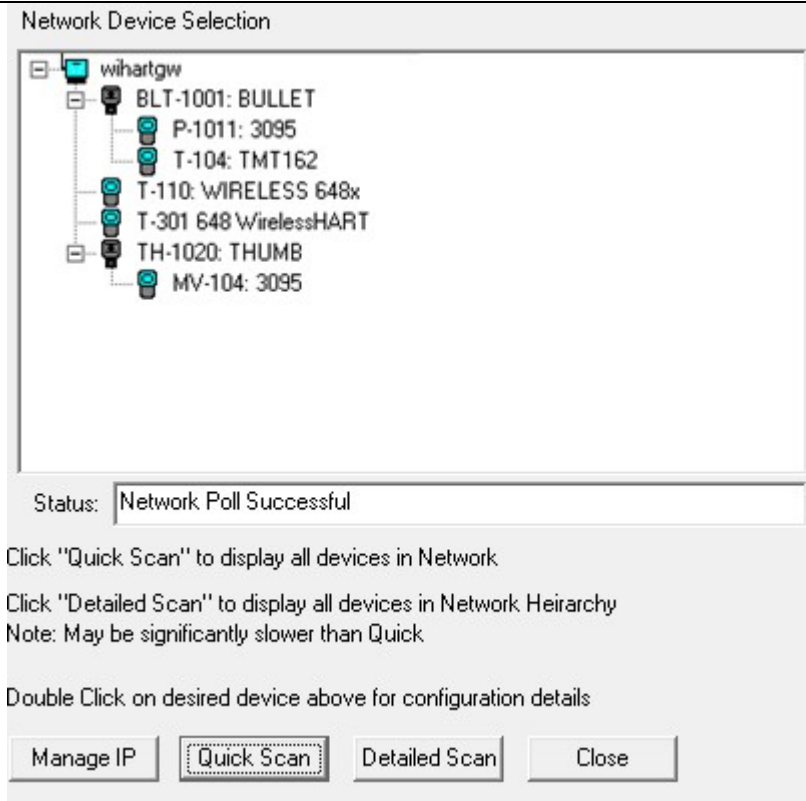 Network Device Selection
wihartgw
BLT-1001: BULLET
P-1011: 3095
T-104: TMT162
T-110: WIRELESS 648x
T-301 648 WirelessHART
TH-1020: THUMB
MV-104: 3095
Status: Network Poll Successful
Click "Quick Scan" to display all devices in Network
Click "Detailed Scan" to display all devices in Network Heirarchy
Note: May be significantly slower than Quick
Double Click on desired device above for configuration details
Manage IP Quick Scan Detailed Scan Close